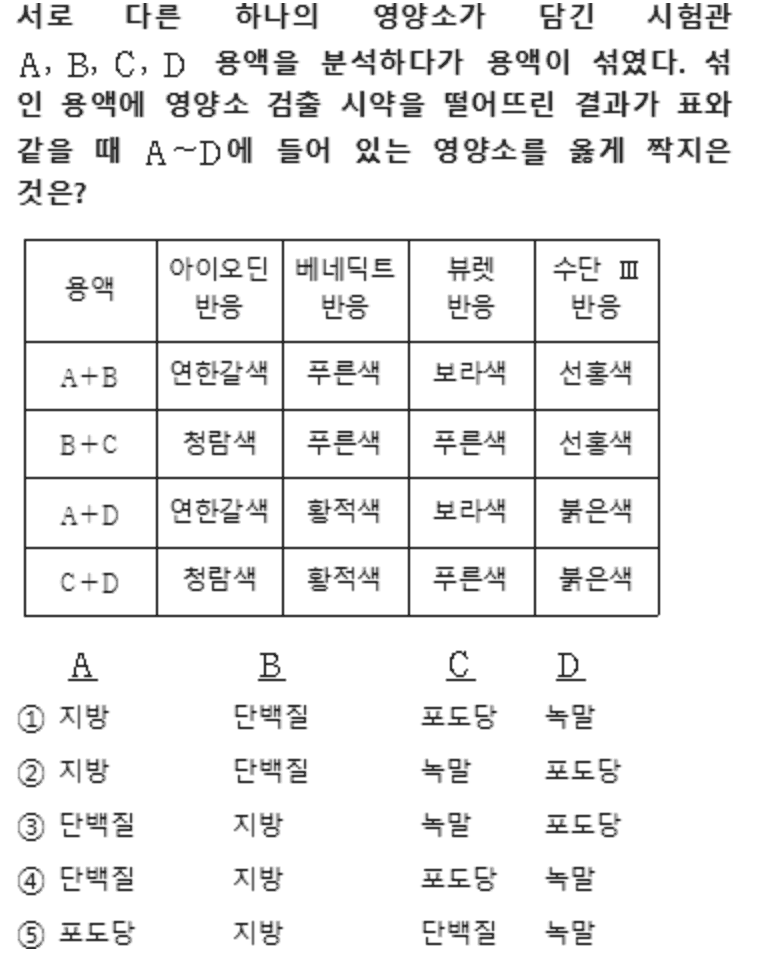 서로 다른 하나의 영양소가 담긴 시험관
A, B, C, D 용액을 분석하다가 용액이 섞였다. 섞
인 용액에 영양소 검출 시약을 떨어뜨린 결과가 표와
같을 때 A~D에 들어 있는 영양소를 옳게 짝지은
것은?
용액 아이오딘 반응 베네딕트 반응 뷰렛 반응 수단 Ⅲ 반응
A+B 연한갈색 푸른색 보라색 선홍색
B+C 청람색 푸른색 푸른색 선홍색
A+D 연한갈색 황적색 보라색 붉은색
C+D 청람색 황적색 푸른색 붉은색
A B C D
① 지방 단백질 포도당 녹말
② 지방 단백질 녹말 포도당
③ 단백질 지방 녹말 포도당
④ 단백질 지방 포도당 녹말
⑤ 포도당 지방 단백질 녹말